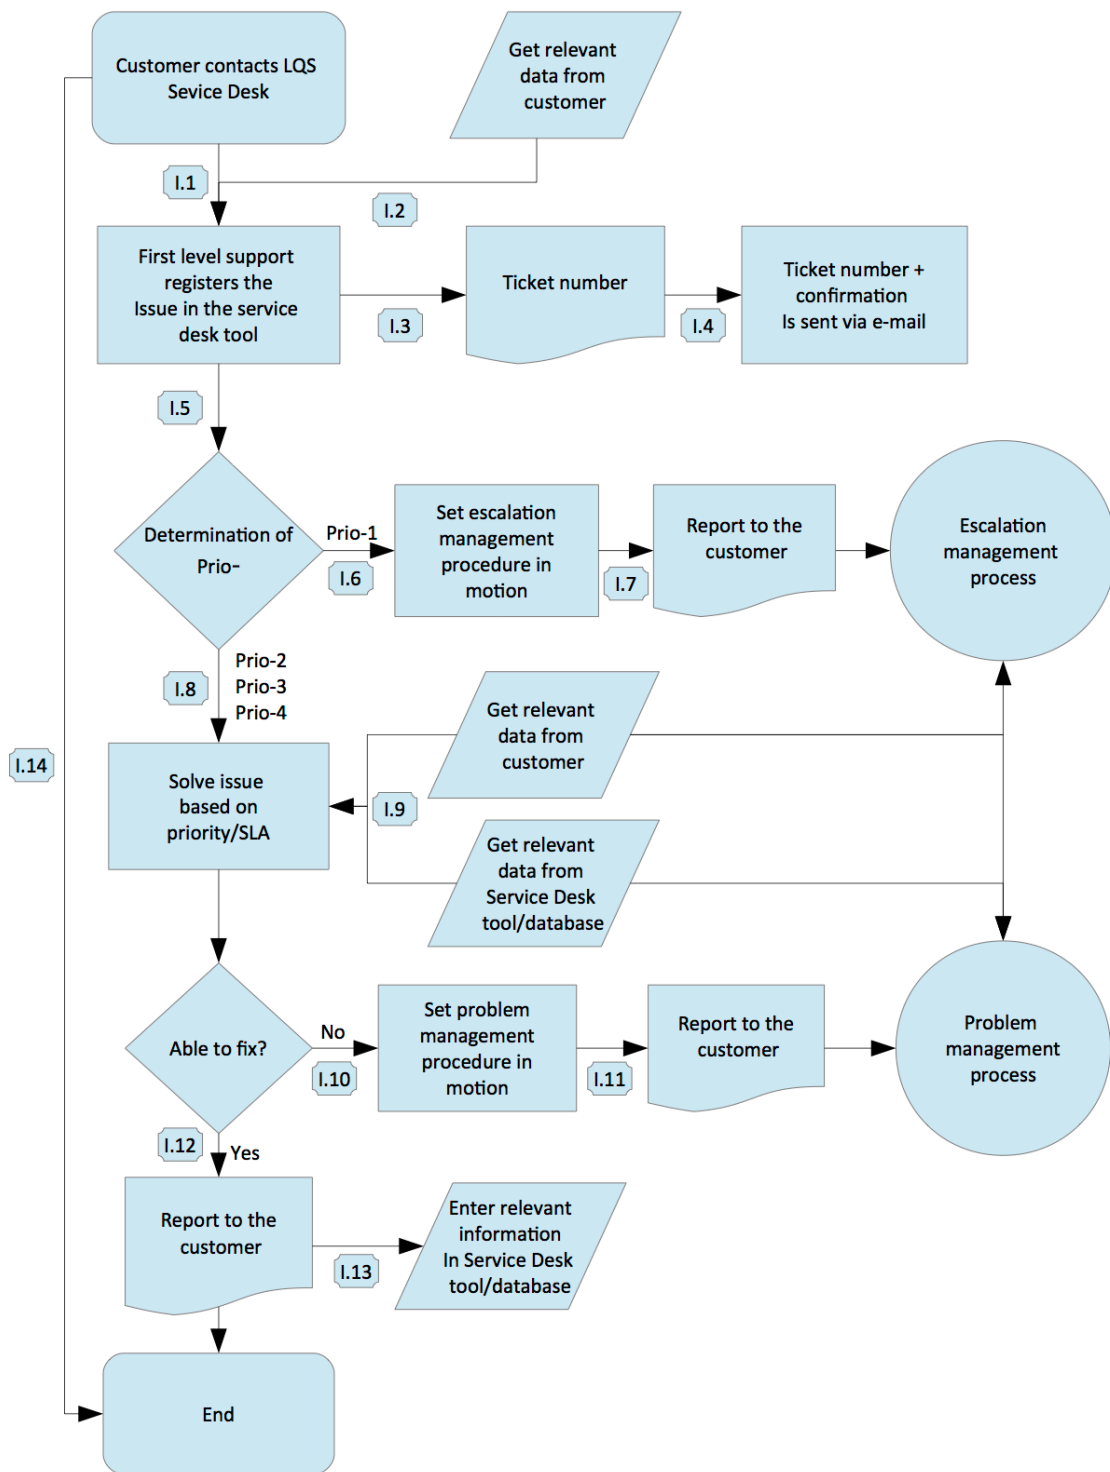 Customer contacts LQS
Sevice Desk
Get relevant
data from
customer
I.1
I.2
First level support
registers the
Issue in the service
desk tool
I.3
Ticket number
I.4
Ticket number +
confirmation
Is sent via e-mail
I.5
Determination of
Prio-
Prio-1
I.6
Set escalation
management
procedure in
motion
I.7
Report to the
customer
Escalation
management
process
I.8
Prio-2
Prio-3
Prio-4
Get relevant
data from
customer
I.14
Solve issue
based on
priority/SLA
I.9
Get relevant
data from
Service Desk
tool/database
Able to fix?
No
I.10
Set problem
management
procedure in
motion
I.11
Report to the
customer
Problem
management
process
I.12
Yes
Report to the
customer
I.13
Enter relevant
information
In Service Desk
tool/database
End